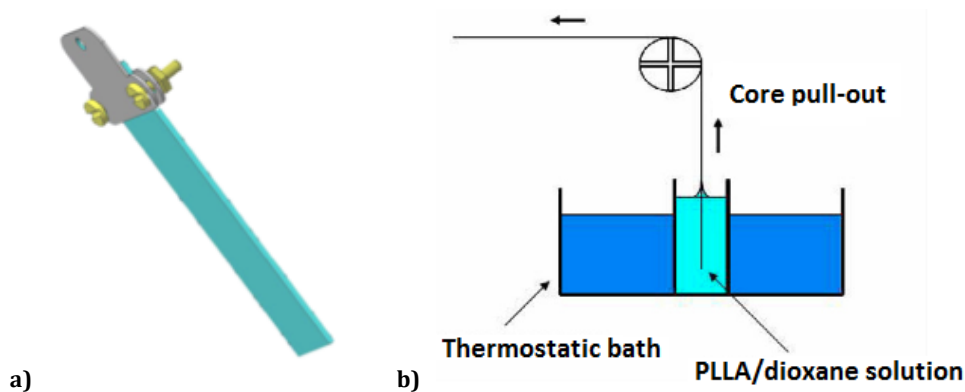 Core pull-out
Thermostatic bath
PLLA/dioxane solution
a)
b)